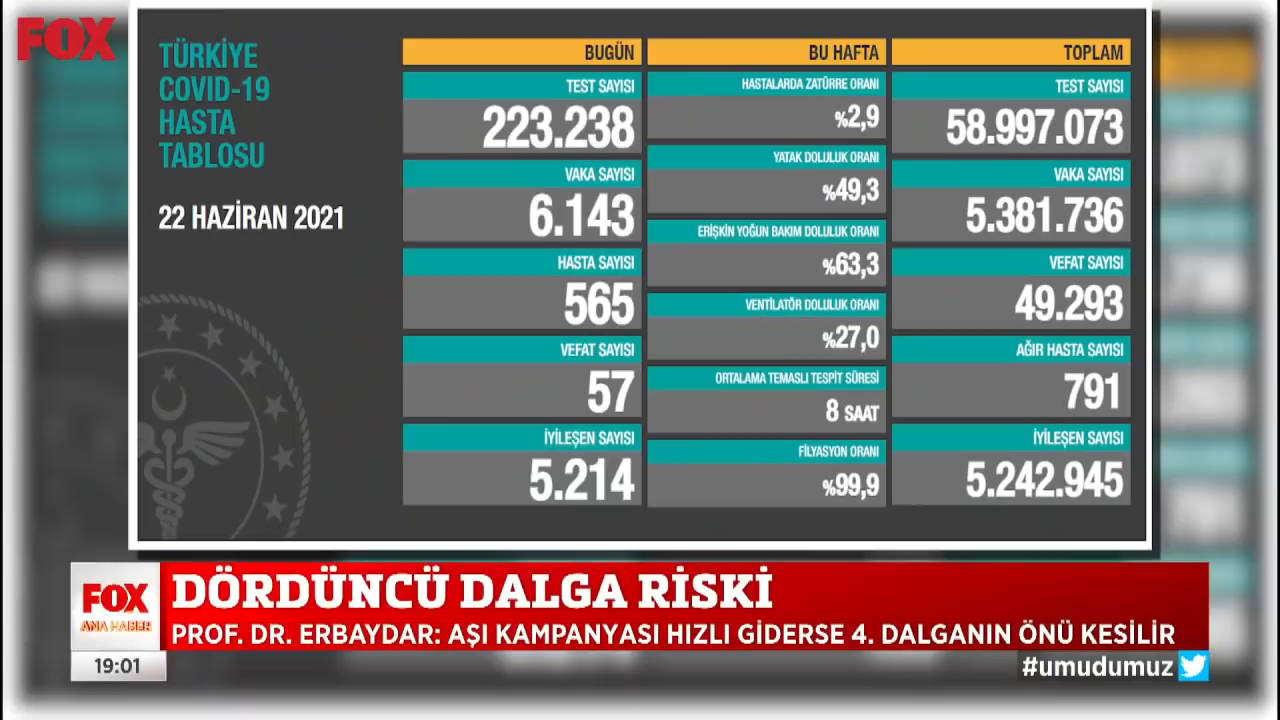 FOX
TÜRKİYE
COVID-19
HASTA
TABLOSU
22 HAZİRAN 2021
BUGÜN
TEST SAYISI
223.238
VAKA SAYISI
6.143
HASTA SAYISI
565
VEFAT SAYISI
57
İYİLEŞEN SAYISI
5.214
BU HAFTA
HASTALARDA ZATÜRRE ORANI
%2,9
YATAK DOLULUK ORANI
%49,3
ERİŞKİN YOĞUN BAKIM DOLULUK ORANI
%63,3
VENTİLATÖR DOLULUK ORANI
%27,0
ORTALAMA TEMASLI TESPİT SÜRESİ
8 SAAT
FİLYASYON ORANI
%99,9
TOPLAM
TEST SAYISI
58.997.073
VAKA SAYISI
5.381.736
VEFAT SAYISI
49.293
AĞIR HASTA SAYISI
791
İYİLEŞEN SAYISI
5.242.945
FOX
ANA HABER
19:01
DÖRDÜNCÜ DALGA RİSKİ
PROF. DR. ERBAYDAR: AŞI KAMPANYASI HIZLI GİDERSE 4. DALGANIN ÖNÜ KESİLİR
#umudumuz